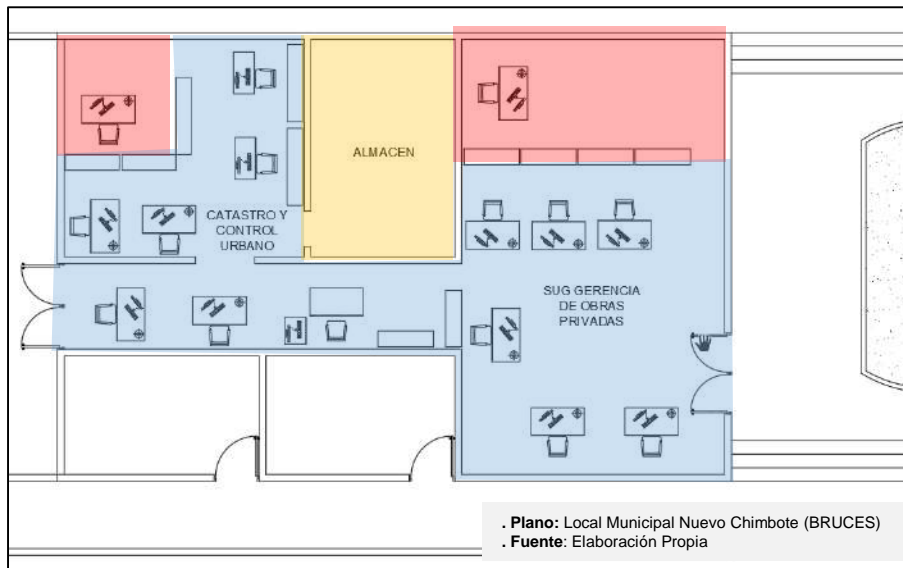 ALMACEN
CATASTRO Y
CONTROL
URBANO
SUG GERENCIA
DE OBRAS
PRIVADAS
. Plano: Local Municipal Nuevo Chimbote (BRUCES)
. Fuente: Elaboración Propia